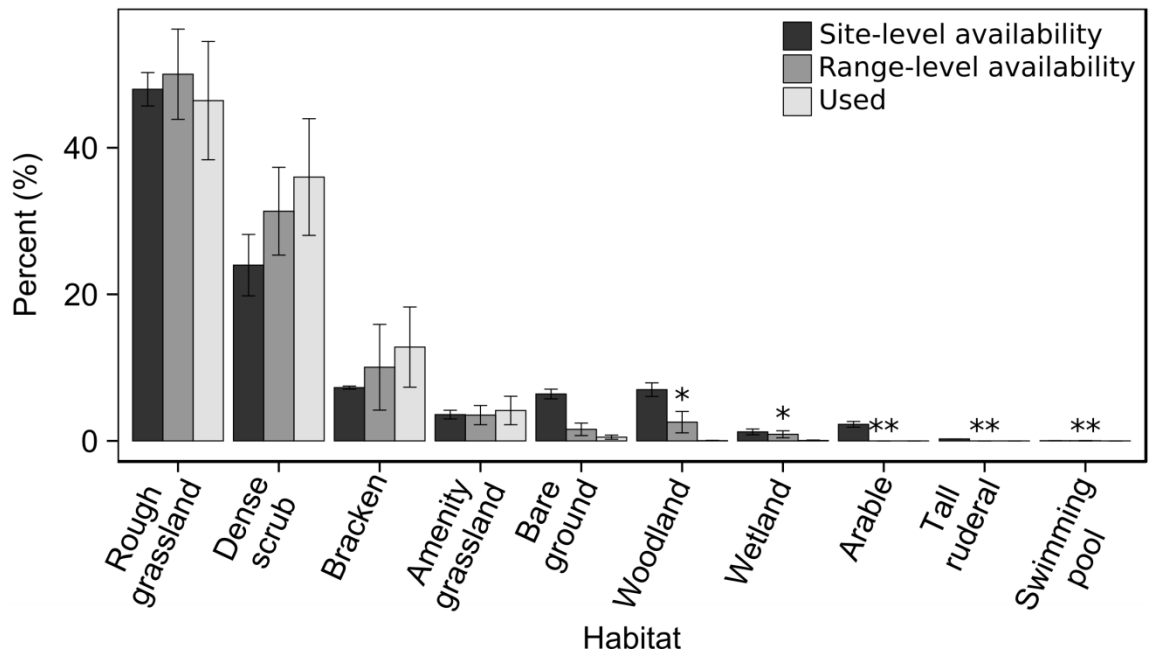 Site-level availability
Range-level availability
Used
Percent (%)
40
20
0
*
*
**
**
**
Rough
grassland
Dense
scrub
Bracken
Amenity
grassland
Bare
ground
Woodland
Wetland
Arable
Tall
ruderal
Swimming
pool
Habitat